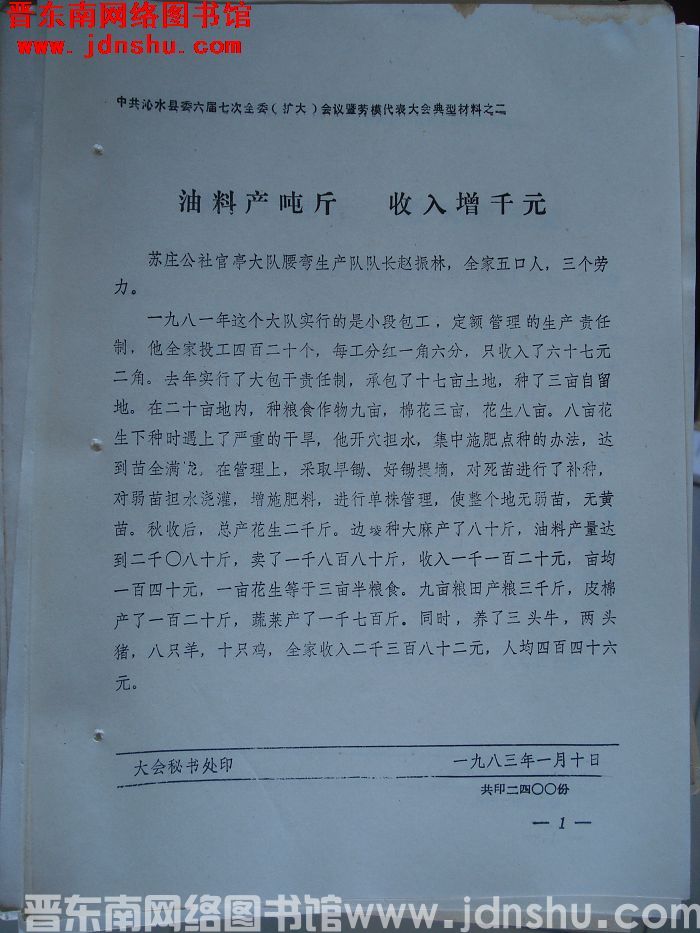 晋东南网络图书馆
www.jdnshu.com
中共沁水县委六届七次全委(扩大)会议暨劳模代表大会典型材料之二
油料产吨斤 收入增千元
苏庄公社官亭大队腰弯生产队队长赵振林，全家五口人，三个劳
力。
一九八一年这个大队实行的是小段包工，定额管理的生产责任
制，他全家投工四百二十个，每工分红一角六分，只收入了六十七元
二角。去年实行了大包干责任制，承包了十七亩土地，种了三亩自留
地。在二十亩地内，种粮食作物九亩，棉花三亩，花生八亩。八亩花
生下种时遇上了严重的干旱，他开穴担水，集中施肥点种的办法，达
到苗全满垅。在管理上，采取早锄、好锄提墒，对死苗进行了补种，
对弱苗担水浇灌，增施肥料，进行单株管理，使整个地无弱苗，无黄
苗。秋收后，总产花生二千斤。边堎种大麻产了八十斤，油料产量达
到二千〇八十斤，卖了一千八百八十斤，收入一千一百二十元，亩均
一百四十元，一亩花生等于三亩半粮食。九亩粮田产粮三千斤，皮棉
产了一百二十斤，蔬菜产了一千七百斤。同时，养了三头牛，两头
猪，八只羊，十只鸡，全家收入二千三百八十二元，人均四百四十六
元。
大会秘书处印 一九八三年一月十日
共印二四〇〇份
— 1 —
晋东南网络图书馆 www.jdnshu.com